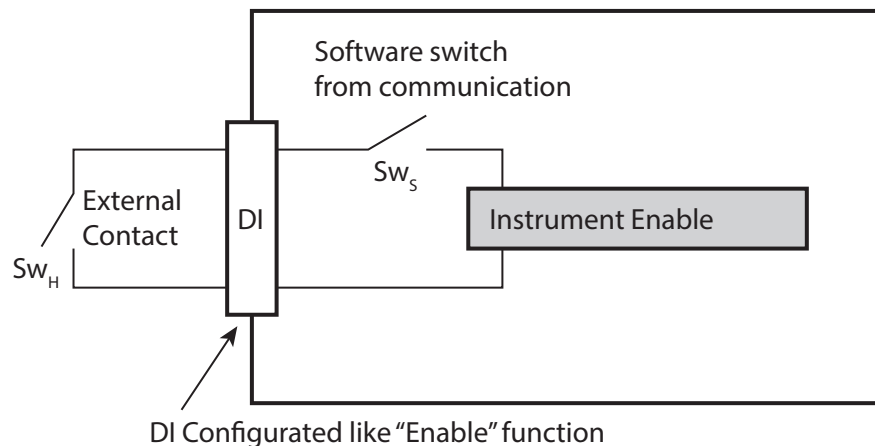 Software switch
from communication
Sw_S
External
Contact
DI
Instrument Enable
Sw_H
DI Configurated like “Enable” function